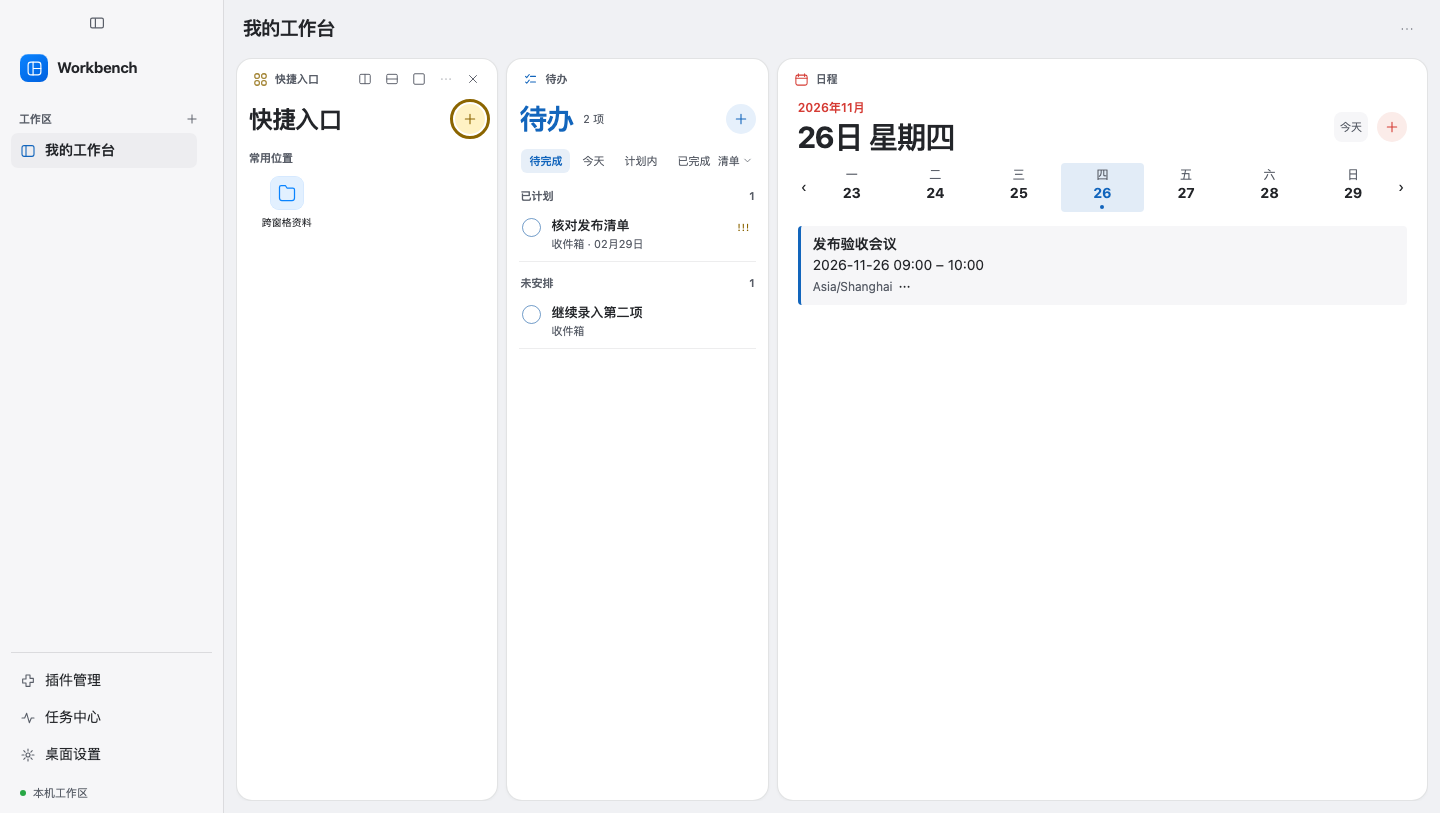 我的工作台
Workbench
工作区
我的工作台
插件管理
任务中心
桌面设置
本机工作区
快捷入口
快捷入口
常用位置
跨窗格资料
待办
待办 2 项
待完成 今天 计划内 已完成 清单
已计划 1
核对发布清单 !!!
收件箱 · 02月29日
未安排 1
继续录入第二项
收件箱
日程
2026年11月
26日 星期四
今天
一 二 三 四 五 六 日
‹ 23 24 25 26 27 28 29 ›
发布验收会议
2026-11-26 09:00 – 10:00
Asia/Shanghai ···